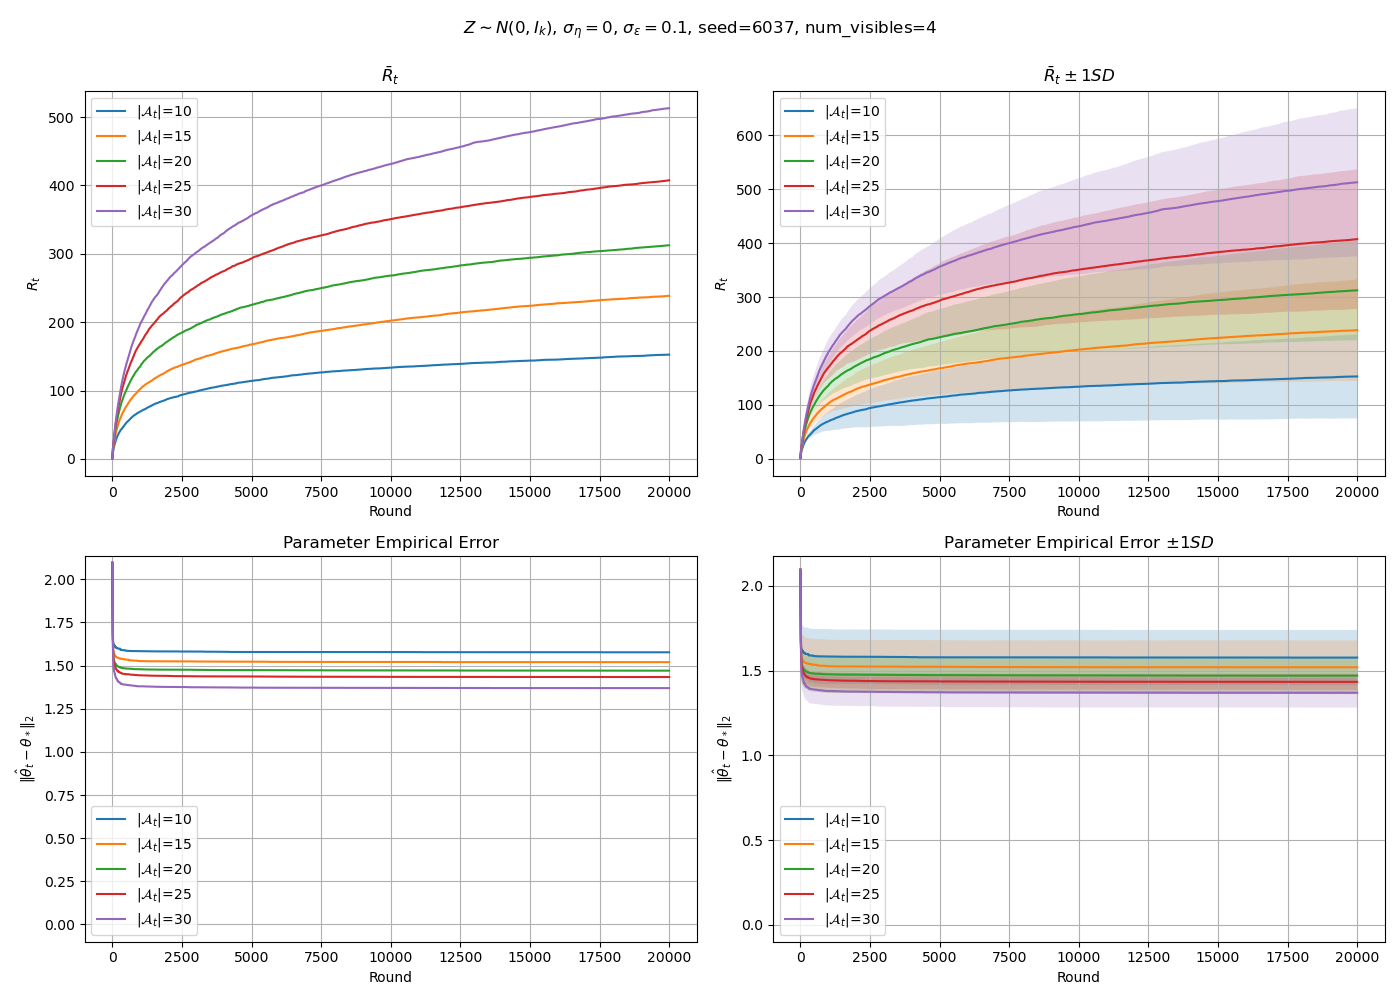 Z ∼ N(0, I_k), σ_η = 0, σ_ε = 0.1, seed=6037, num_visibles=4
R̄_t
R_t
500
400
300
200
100
0
|𝒜_t|=10
|𝒜_t|=15
|𝒜_t|=20
|𝒜_t|=25
|𝒜_t|=30
0 2500 5000 7500 10000 12500 15000 17500 20000
Round
R̄_t ± 1SD
R_t
600
500
400
300
200
100
0
|𝒜_t|=10
|𝒜_t|=15
|𝒜_t|=20
|𝒜_t|=25
|𝒜_t|=30
0 2500 5000 7500 10000 12500 15000 17500 20000
Round
Parameter Empirical Error
‖θ̂_t − θ_*‖_2
2.00
1.75
1.50
1.25
1.00
0.75
0.50
0.25
0.00
|𝒜_t|=10
|𝒜_t|=15
|𝒜_t|=20
|𝒜_t|=25
|𝒜_t|=30
0 2500 5000 7500 10000 12500 15000 17500 20000
Round
Parameter Empirical Error ±1SD
‖θ̂_t − θ_*‖_2
2.0
1.5
1.0
0.5
0.0
|𝒜_t|=10
|𝒜_t|=15
|𝒜_t|=20
|𝒜_t|=25
|𝒜_t|=30
0 2500 5000 7500 10000 12500 15000 17500 20000
Round